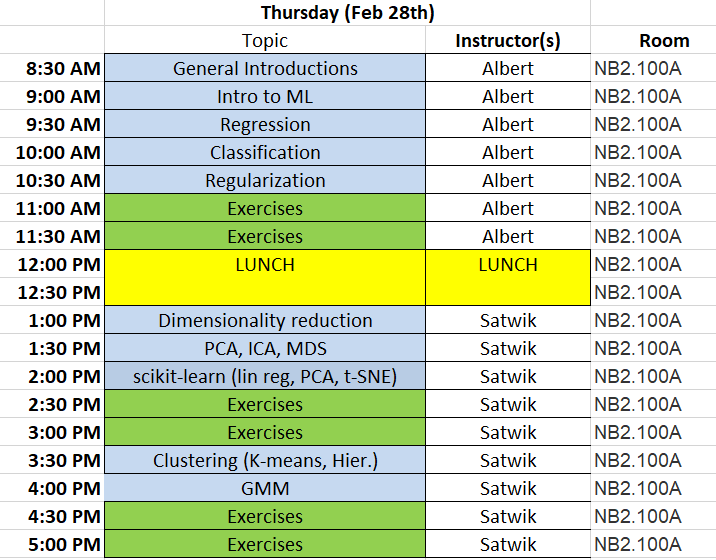 Thursday (Feb 28th)
Topic Instructor(s) Room
8:30 AM General Introductions Albert NB2.100A
9:00 AM Intro to ML Albert NB2.100A
9:30 AM Regression Albert NB2.100A
10:00 AM Classification Albert NB2.100A
10:30 AM Regularization Albert NB2.100A
11:00 AM Exercises Albert NB2.100A
11:30 AM Exercises Albert NB2.100A
12:00 PM LUNCH LUNCH NB2.100A
12:30 PM NB2.100A
1:00 PM Dimensionality reduction Satwik NB2.100A
1:30 PM PCA, ICA, MDS Satwik NB2.100A
2:00 PM scikit-learn (lin reg, PCA, t-SNE) Satwik NB2.100A
2:30 PM Exercises Satwik NB2.100A
3:00 PM Exercises Satwik NB2.100A
3:30 PM Clustering (K-means, Hier.) Satwik NB2.100A
4:00 PM GMM Satwik NB2.100A
4:30 PM Exercises Satwik NB2.100A
5:00 PM Exercises Satwik NB2.100A